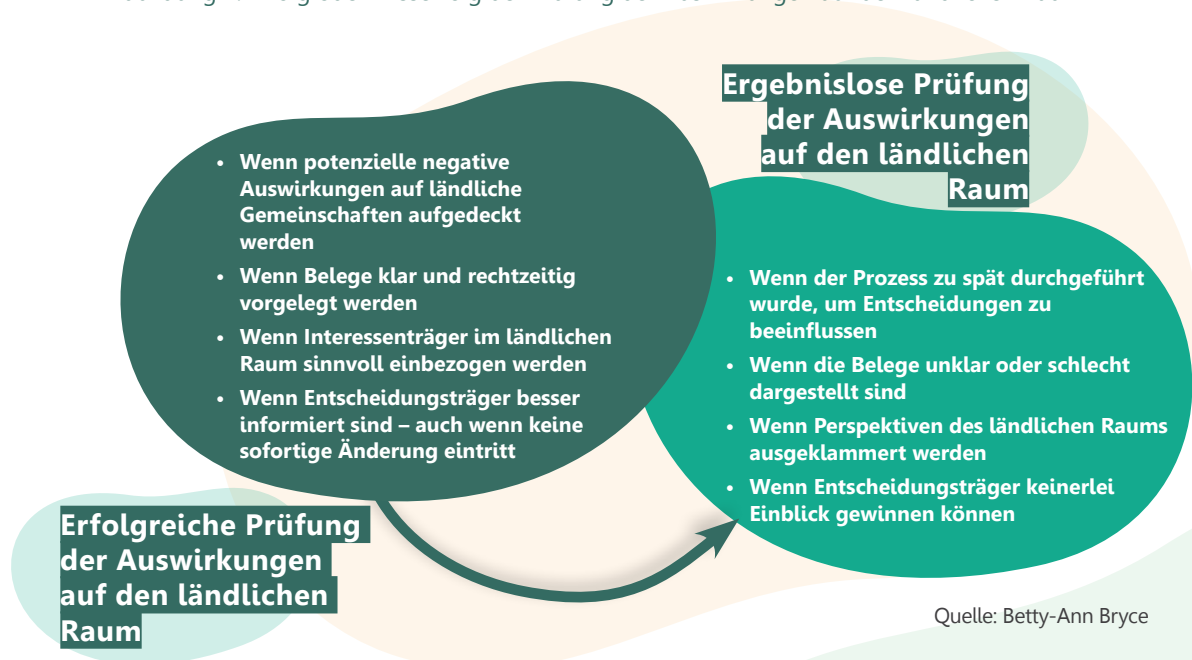 • Wenn potenzielle negative
Auswirkungen auf ländliche
Gemeinschaften aufgedeckt
werden
• Wenn Belege klar und rechtzeitig
vorgelegt werden
• Wenn Interessenträger im ländlichen
Raum sinnvoll einbezogen werden
• Wenn Entscheidungsträger besser
informiert sind – auch wenn keine
sofortige Änderung eintritt
Erfolgreiche Prüfung
der Auswirkungen
auf den ländlichen
Raum
Ergebnislose Prüfung
der Auswirkungen
auf den ländlichen
Raum
• Wenn der Prozess zu spät durchgeführt
wurde, um Entscheidungen zu
beeinflussen
• Wenn die Belege unklar oder schlecht
dargestellt sind
• Wenn Perspektiven des ländlichen Raums
ausgeklammert werden
• Wenn Entscheidungsträger keinerlei
Einblick gewinnen können
Quelle: Betty-Ann Bryce